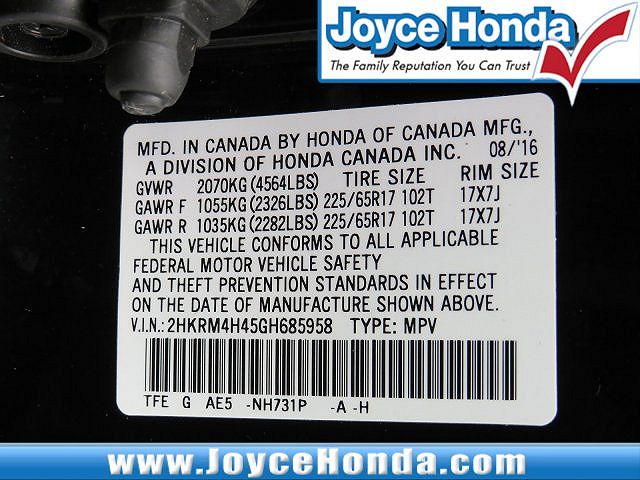 Joyce Honda
The Family Reputation You Can Trust
MFD. IN CANADA BY HONDA OF CANADA MFG.,
A DIVISION OF HONDA CANADA INC. 08/'16
GVWR 2070KG (4564LBS) TIRE SIZE RIM SIZE
GAWR F 1055KG (2326LBS) 225/65R17 102T 17X7J
GAWR R 1035KG (2282LBS) 225/65R17 102T 17X7J
THIS VEHICLE CONFORMS TO ALL APPLICABLE
FEDERAL MOTOR VEHICLE SAFETY
AND THEFT PREVENTION STANDARDS IN EFFECT
ON THE DATE OF MANUFACTURE SHOWN ABOVE.
V.I.N.: 2HKRM4H45GH685958 TYPE: MPV
TFE G AE5 -NH731P -A -H
www.JoyceHonda.com